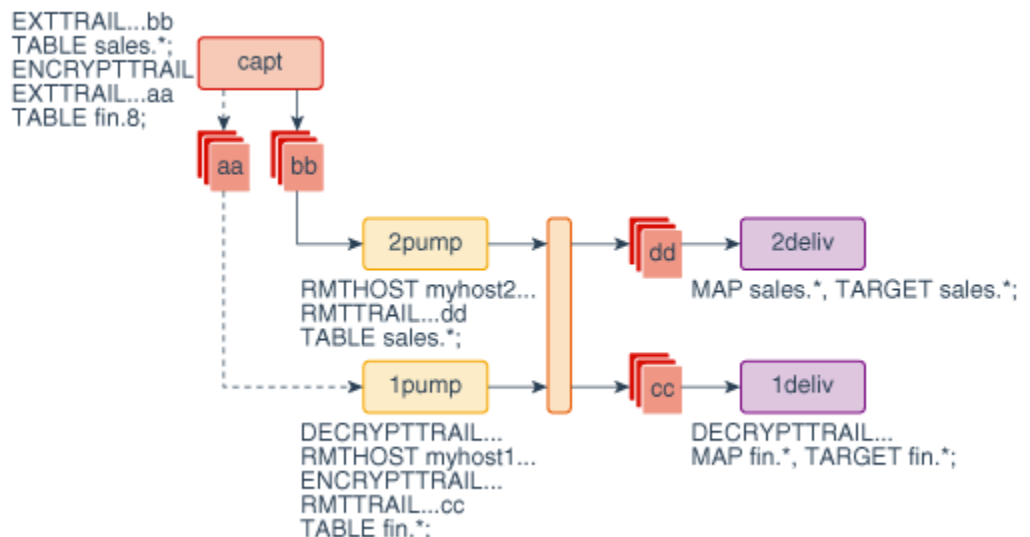 EXTTRAIL...bb
TABLE sales.*;
ENCRYPTTRAIL
EXTTRAIL...aa
TABLE fin.8;
capt
aa
bb
2pump
dd
2deliv
RMTHOST myhost2...
RMTTRAIL...dd
TABLE sales.*;
MAP sales.*, TARGET sales.*;
1pump
cc
1deliv
DECRYPTTRAIL...
RMTHOST myhost1...
ENCRYPTTRAIL...
RMTTRAIL...cc
TABLE fin.*;
DECRYPTTRAIL...
MAP fin.*, TARGET fin.*;